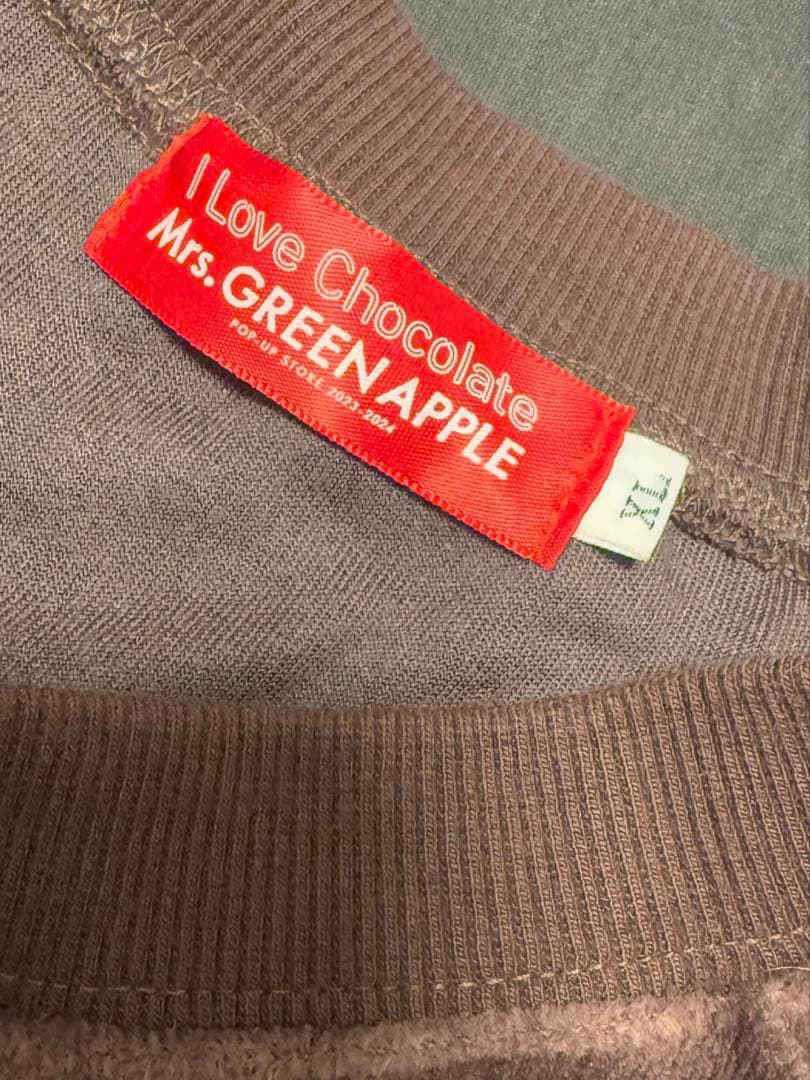 I Love Chocolate
Mrs. GREEN APPLE
POP-UP STORE 2023-2024